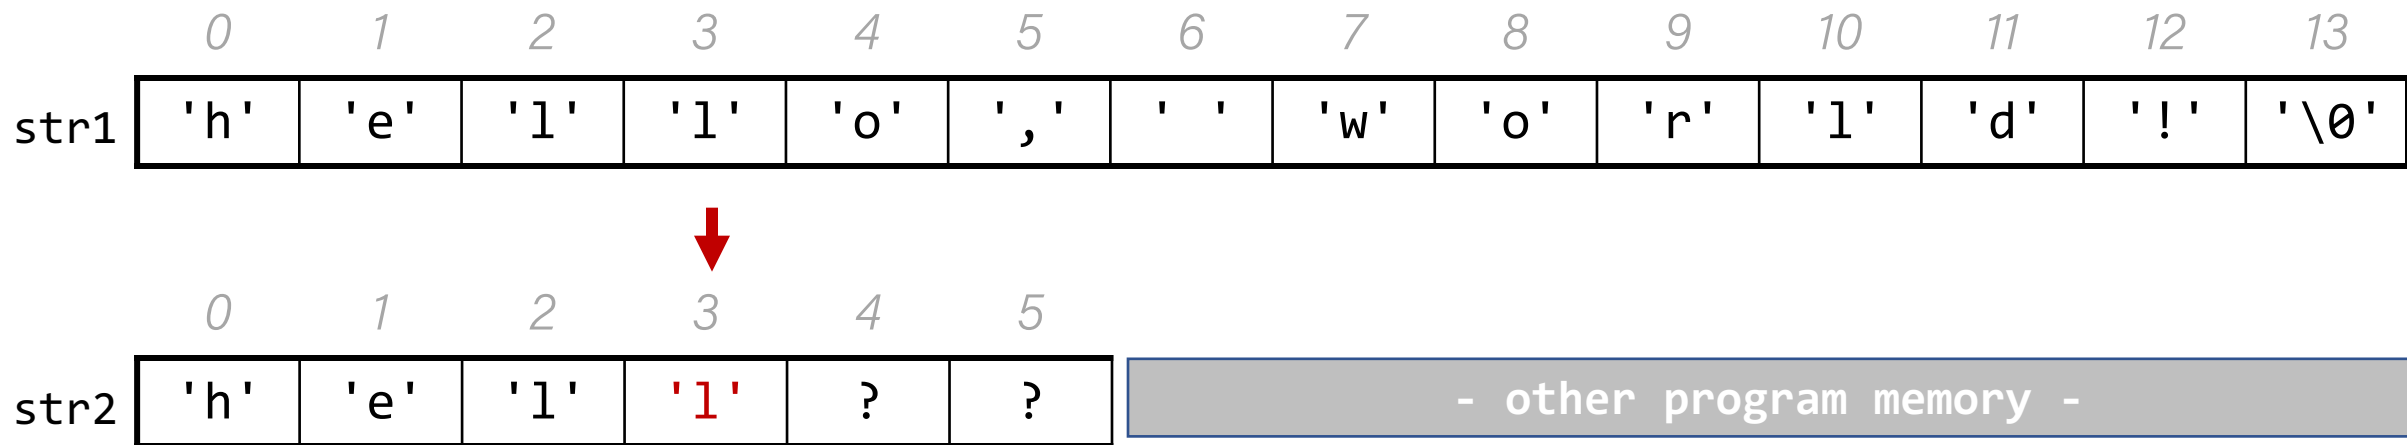 0 1 2 3 4 5 6 7 8 9 10 11 12 13
str1 'h' 'e' 'l' 'l' 'o' ',' ' ' 'w' 'o' 'r' 'l' 'd' '!' '\0'
0 1 2 3 4 5
str2 'h' 'e' 'l' 'l' ? ? - other program memory -